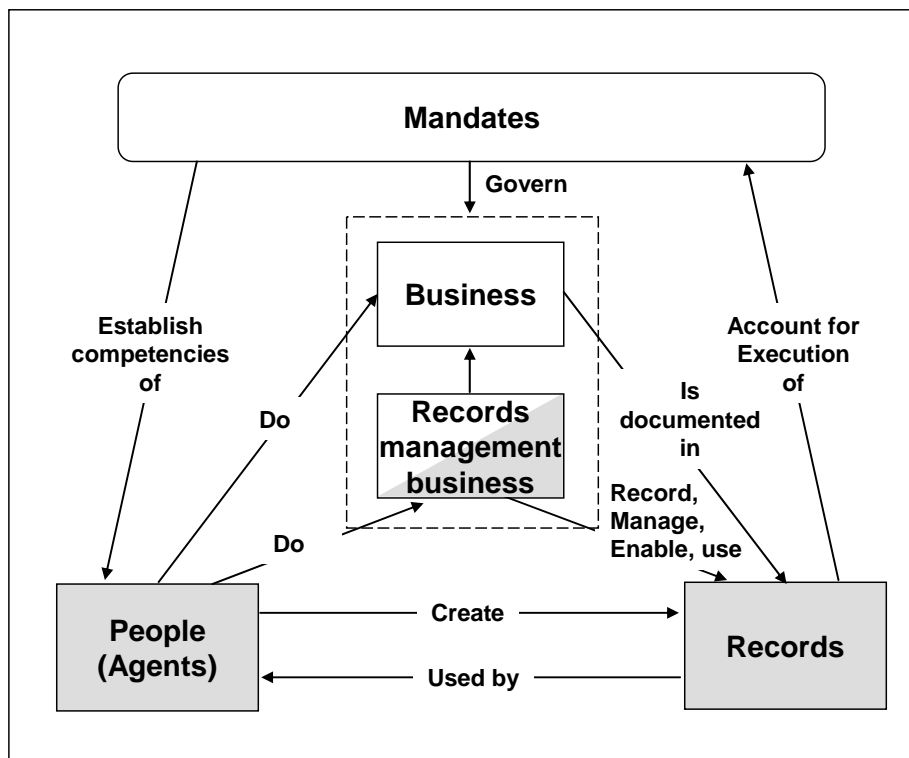 Mandates
Govern
Business
Establish
competencies
of
Account for
Execution
of
Do
Is
documented
in
Records
management
business
Record,
Manage,
Enable, use
Do
People
(Agents)
Create
Records
Used by